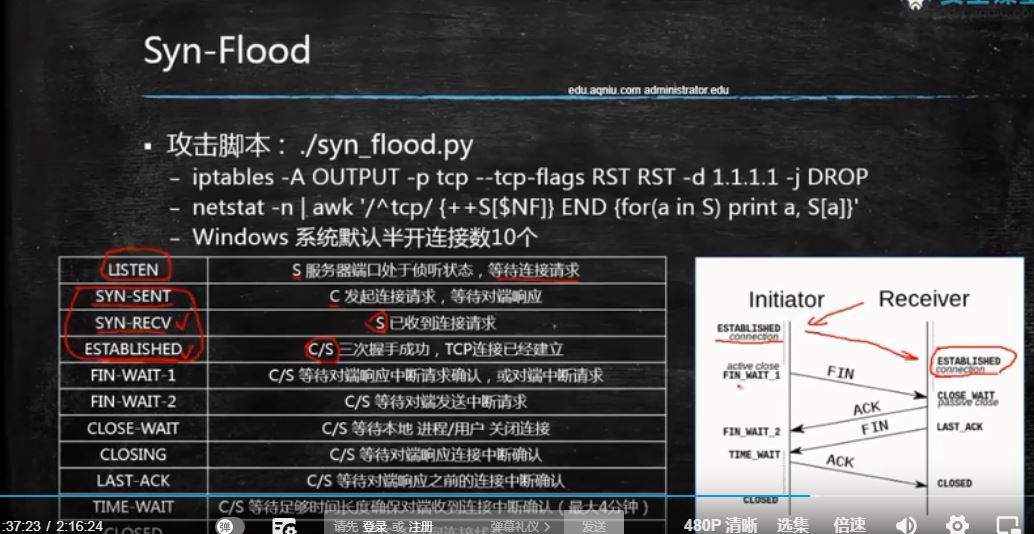 Syn-Flood
edu.aqniu.com administrator.edu
▪ 攻击脚本：./syn_flood.py
– iptables -A OUTPUT -p tcp --tcp-flags RST RST -d 1.1.1.1 -j DROP
– netstat -n | awk '/^tcp/ {++S[$NF]} END {for(a in S) print a, S[a]}'
– Windows 系统默认半开连接数10个
LISTEN S 服务器端口处于侦听状态，等待连接请求
SYN-SENT C 发起连接请求，等待对端响应
SYN-RECV S 已收到连接请求
ESTABLISHED C/S 三次握手成功，TCP连接已经建立
FIN-WAIT-1 C/S 等待对端响应中断请求确认，或对端中断请求
FIN-WAIT-2 C/S 等待对端发送中断请求
CLOSE-WAIT C/S 等待本地 进程/用户 关闭连接
CLOSING C/S 等待对端响应连接中断确认
LAST-ACK C/S 等待对端响应之前的连接中断确认
TIME-WAIT C/S 等待足够时间长度确保对端收到连接中断确认（最大4分钟）
CLOSED
Initiator Receiver
ESTABLISHED
connection
ESTABLISHED
connection
active close
FIN_WAIT_1
FIN
CLOSE_WAIT
passive close
ACK
FIN
FIN_WAIT_2
LAST_ACK
TIME_WAIT
ACK
CLOSED
CLOSED
:37:23 / 2:16:24
弹
请先 登录 或 注册
弹幕礼仪 >
发送
480P 清晰
选集
倍速